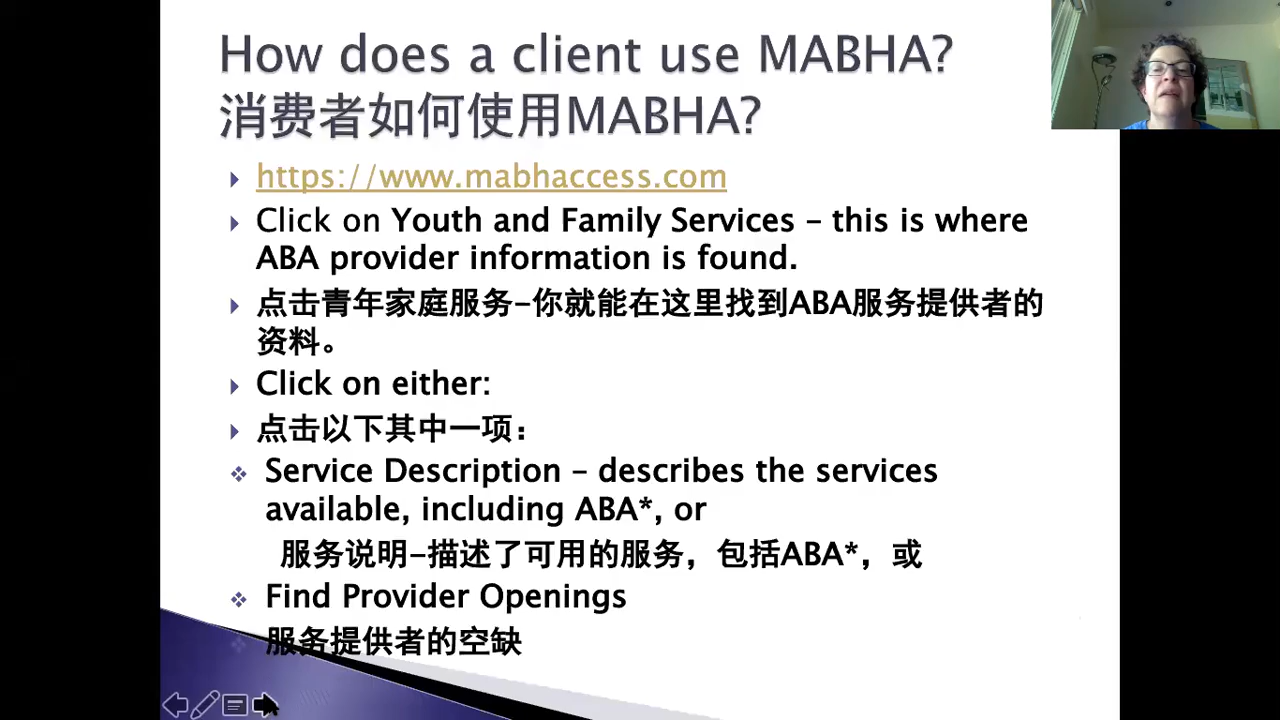 How does a client use MABHA?
消费者如何使用MABHA?
https://www.mabhaccess.com
Click on Youth and Family Services – this is where
ABA provider information is found.
点击青年家庭服务-你就能在这里找到ABA服务提供者的
资料。
Click on either:
点击以下其中一项：
Service Description – describes the services
available, including ABA*, or
服务说明-描述了可用的服务，包括ABA*，或
Find Provider Openings
服务提供者的空缺